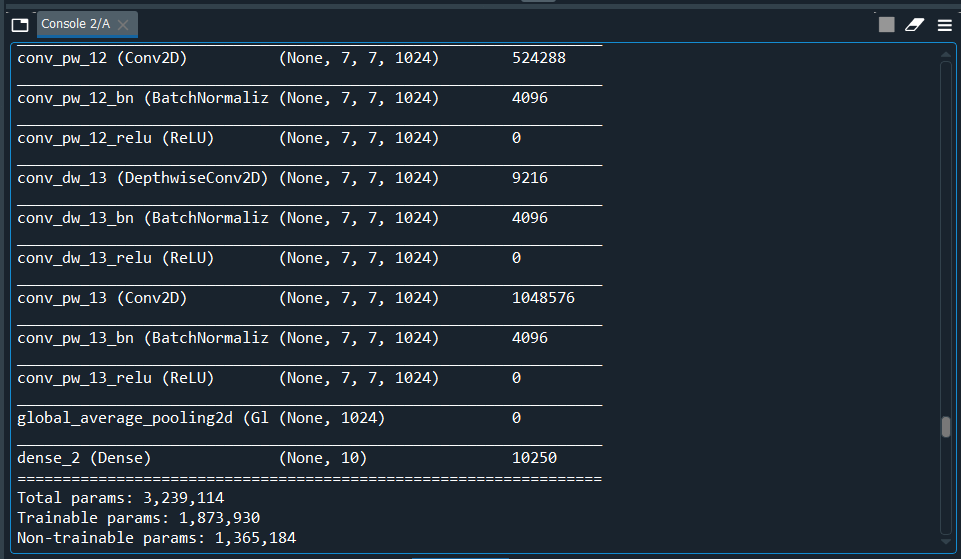 Console 2/A
conv_pw_12 (Conv2D) (None, 7, 7, 1024) 524288
conv_pw_12_bn (BatchNormaliz (None, 7, 7, 1024) 4096
conv_pw_12_relu (ReLU) (None, 7, 7, 1024) 0
conv_dw_13 (DepthwiseConv2D) (None, 7, 7, 1024) 9216
conv_dw_13_bn (BatchNormaliz (None, 7, 7, 1024) 4096
conv_dw_13_relu (ReLU) (None, 7, 7, 1024) 0
conv_pw_13 (Conv2D) (None, 7, 7, 1024) 1048576
conv_pw_13_bn (BatchNormaliz (None, 7, 7, 1024) 4096
conv_pw_13_relu (ReLU) (None, 7, 7, 1024) 0
global_average_pooling2d (Gl (None, 1024) 0
dense_2 (Dense) (None, 10) 10250
=================================================================
Total params: 3,239,114
Trainable params: 1,873,930
Non-trainable params: 1,365,184